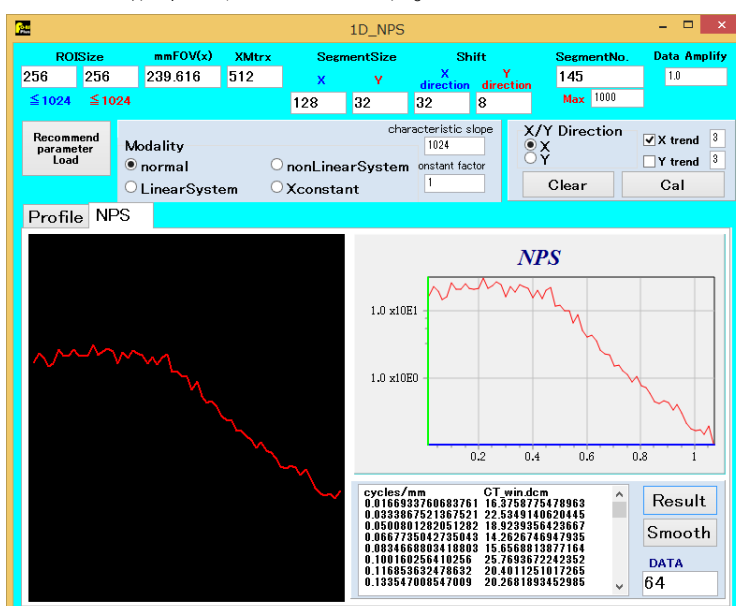 1D_NPS
ROISize mmFOV(x) XMtrx SegmentSize Shift SegmentNo. Data Amplify
X Y X direction Y direction
256 256 239.616 512 145 1.0
≦1024 ≦1024 128 32 32 8 Max 1000
Recommend parameter Load
Modality
characteristic slope
1024
normal nonLinearSystem
onstant factor
LinearSystem Xconstant 1
X/Y Direction
X
Y
X trend 3
Y trend 3
Clear Cal
Profile NPS
NPS
1.0 x10E1
1.0 x10E0
0.2 0.4 0.6 0.8 1
cycles/mm CT_win.dcm
0.0166933760683761 16.3758775478963
0.0333867521367521 22.5349140620445
0.0500801282051282 18.9239356423667
0.0667735042735043 14.2626746947935
0.0834668803418803 15.6568813877164
0.100160256410256 25.7693672242352
0.116853632478632 20.4011251017265
0.133547008547009 20.2681893452985
Result
Smooth
DATA
64